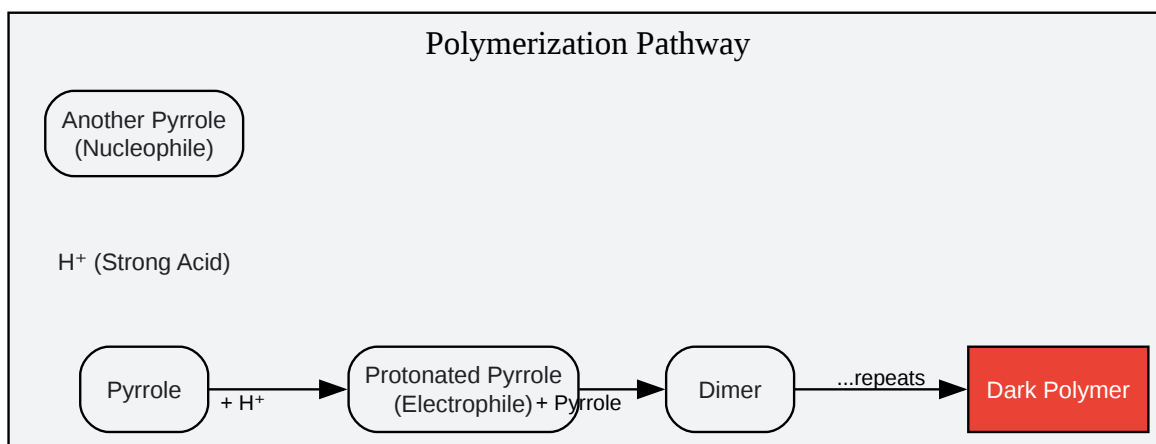 Polymerization Pathway
Another Pyrrole
(Nucleophile)
H⁺ (Strong Acid)
Pyrrole
+ H⁺
Protonated Pyrrole
(Electrophile)
+ Pyrrole
Dimer
...repeats
Dark Polymer